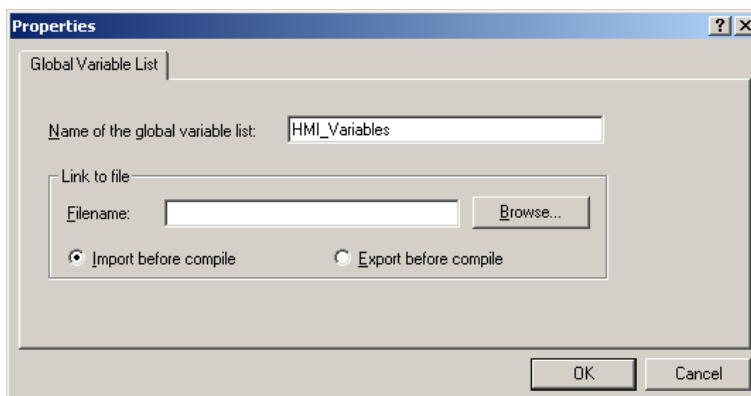 Properties
Global Variable List
Name of the global variable list: HMI_Variables
Link to file
Filename: Browse...
Import before compile Export before compile
OK Cancel